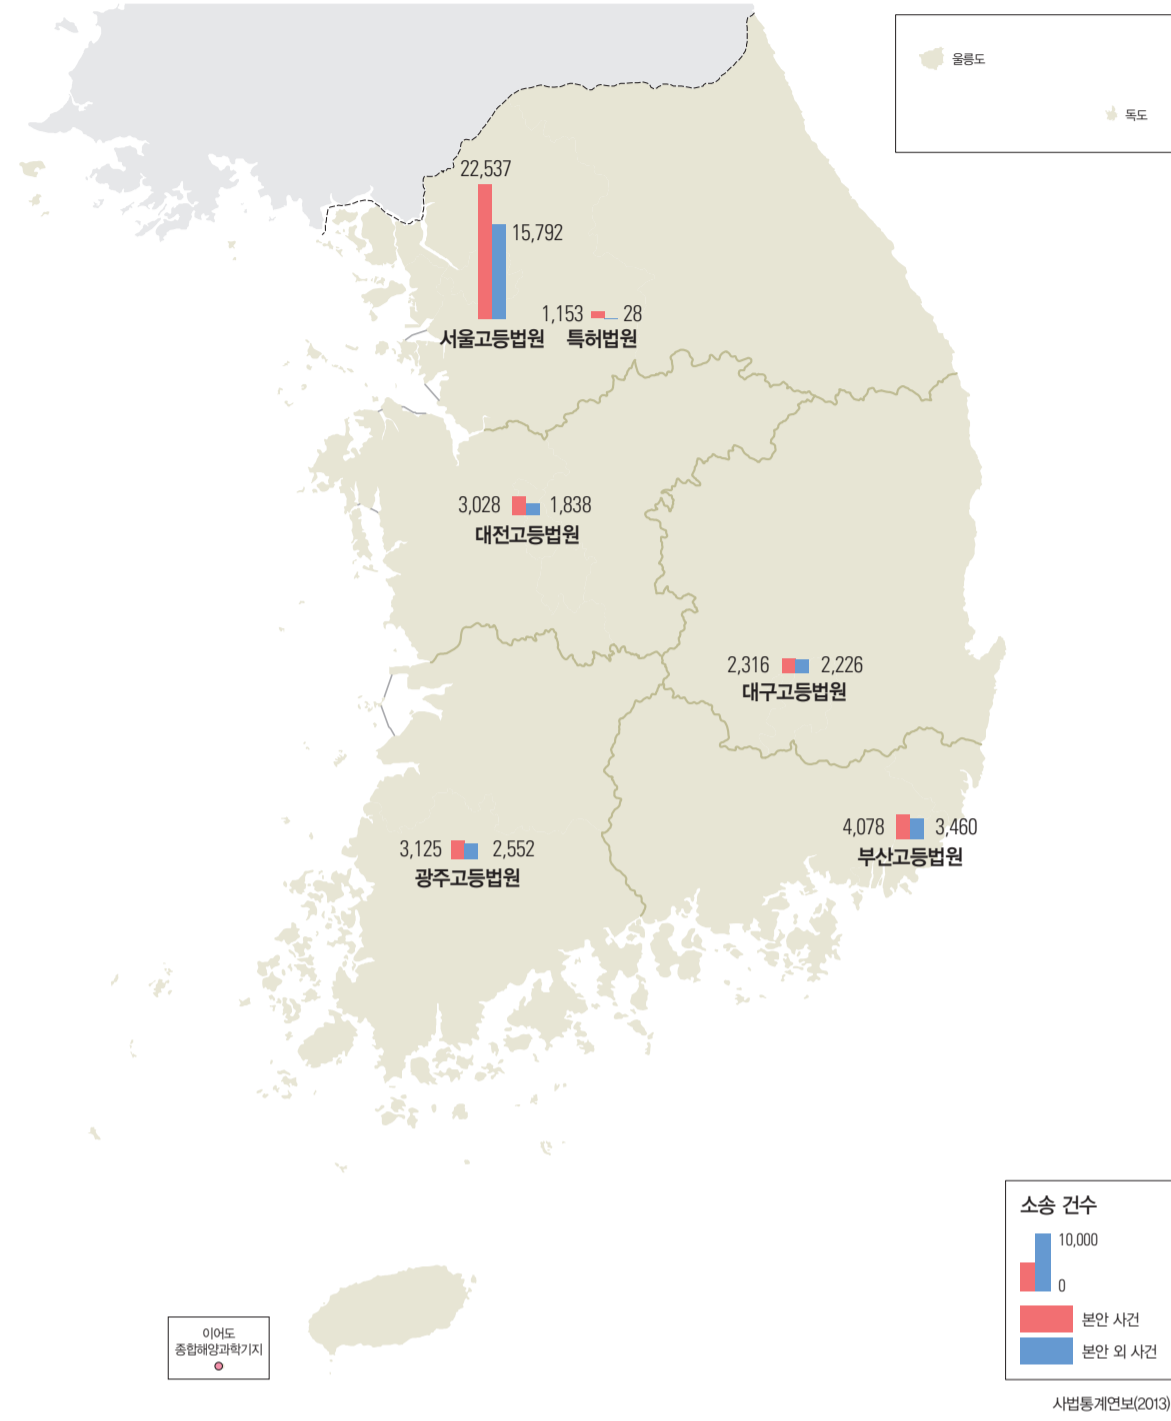 울릉도
독도
22,537
15,792
1,153
28
서울고등법원
특허법원
3,028
1,838
대전고등법원
2,316
2,226
대구고등법원
4,078
3,460
부산고등법원
3,125
2,552
광주고등법원
소송 건수
10,000
0
본안 사건
본안 외 사건
이어도
종합해양과학기지
사법통계연보(2013)